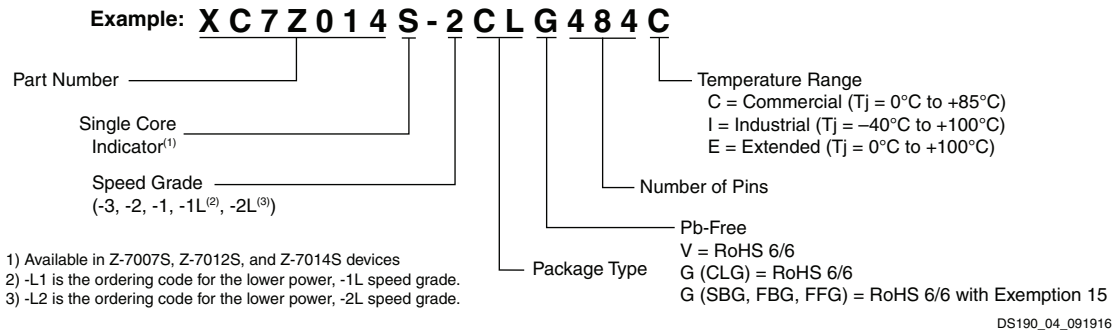 Example: XC7Z014S-2CLG484C
Part Number
Temperature Range
C = Commercial (Tj = 0°C to +85°C)
I = Industrial (Tj = –40°C to +100°C)
E = Extended (Tj = 0°C to +100°C)
Single Core
Indicator(1)
Speed Grade
(-3, -2, -1, -1L(2), -2L(3))
Number of Pins
Pb-Free
V = RoHS 6/6
G (CLG) = RoHS 6/6
G (SBG, FBG, FFG) = RoHS 6/6 with Exemption 15
Package Type
1) Available in Z-7007S, Z-7012S, and Z-7014S devices
2) -L1 is the ordering code for the lower power, -1L speed grade.
3) -L2 is the ordering code for the lower power, -2L speed grade.
DS190_04_091916